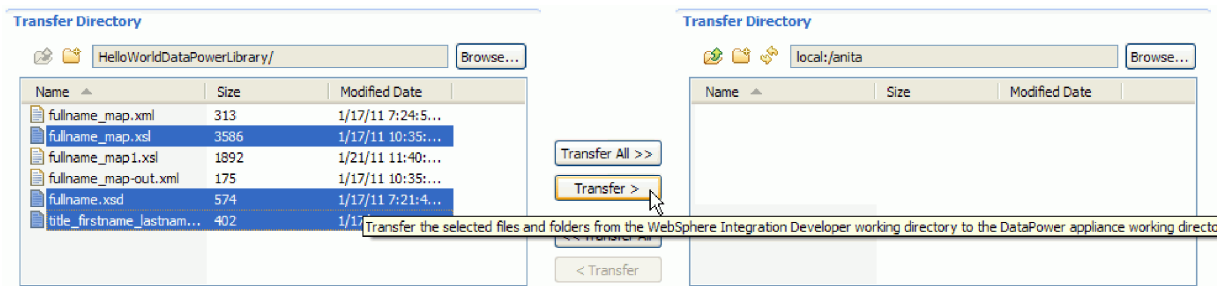 Transfer Directory Transfer Directory
HelloWorldDataPowerLibrary/ Browse... local:/anita Browse...
Name Size Modified Date Name Size Modified Date
fullname_map.xml 313 1/17/11 7:24:5...
fullname_map.xsl 3586 1/17/11 10:35:...
fullname_map1.xsl 1892 1/21/11 11:40:...
Transfer All >>
fullname_map-out.xml 175 1/17/11 10:35:...
Transfer >
fullname.xsd 574 1/17/11 7:21:4...
title_firstname_lastnam... 402 1/17
Transfer the selected files and folders from the WebSphere Integration Developer working directory to the DataPower appliance working directo
<< Transfer All
< Transfer